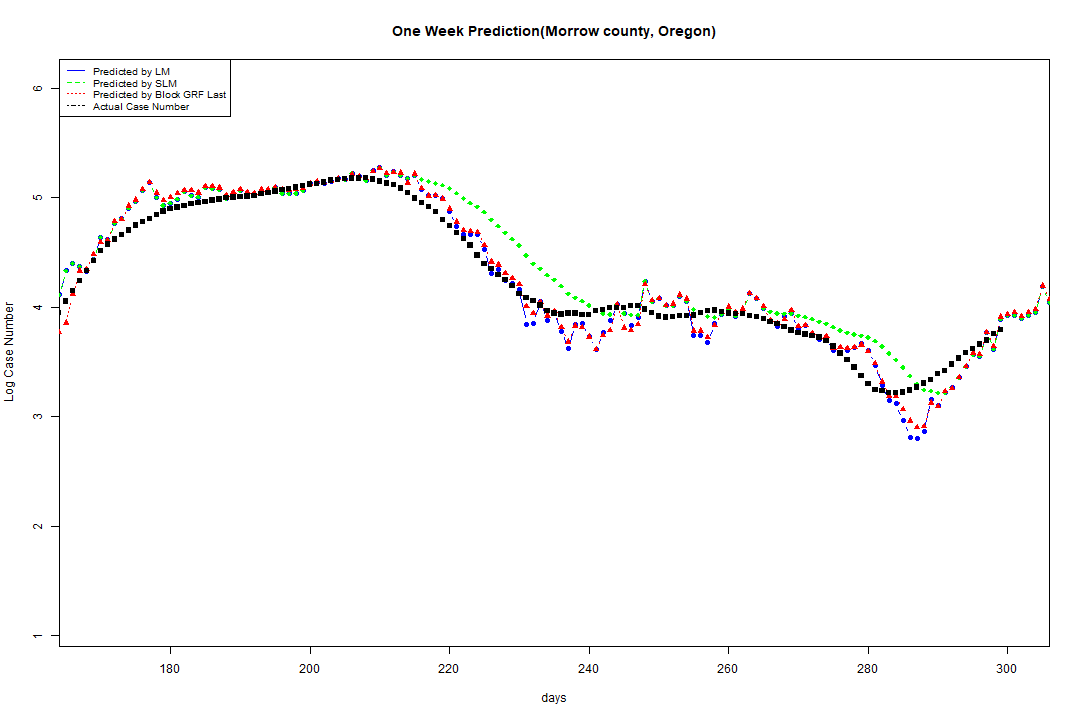 One Week Prediction(Morrow county, Oregon)
Predicted by LM
Predicted by SLM
Predicted by Block GRF Last
Actual Case Number
6
5
4
3
2
1
Log Case Number
180 200 220 240 260 280 300
days